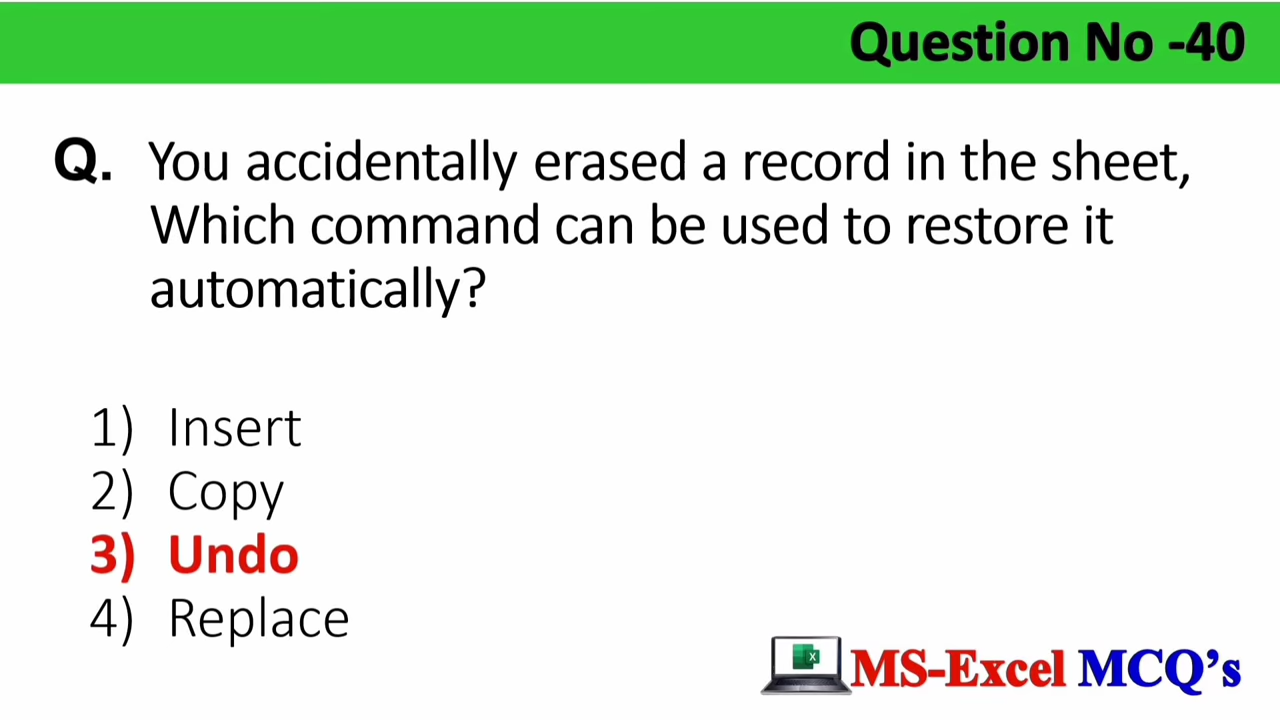 Question No -40
Q. You accidentally erased a record in the sheet,
Which command can be used to restore it
automatically?
1) Insert
2) Copy
3) Undo
4) Replace
X
MS-Excel MCQ’s